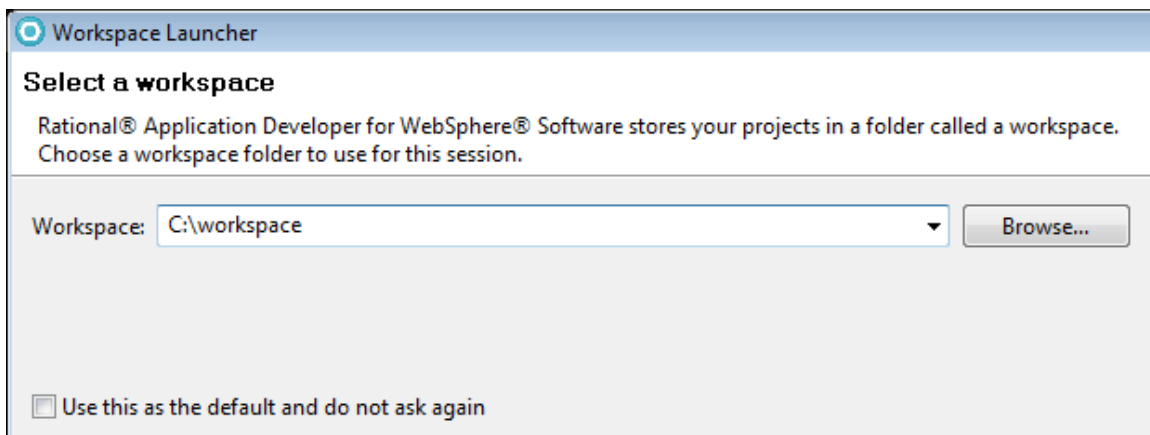 Workspace Launcher
Select a workspace
Rational® Application Developer for WebSphere® Software stores your projects in a folder called a workspace.
Choose a workspace folder to use for this session.
Workspace: C:\workspace Browse...
Use this as the default and do not ask again